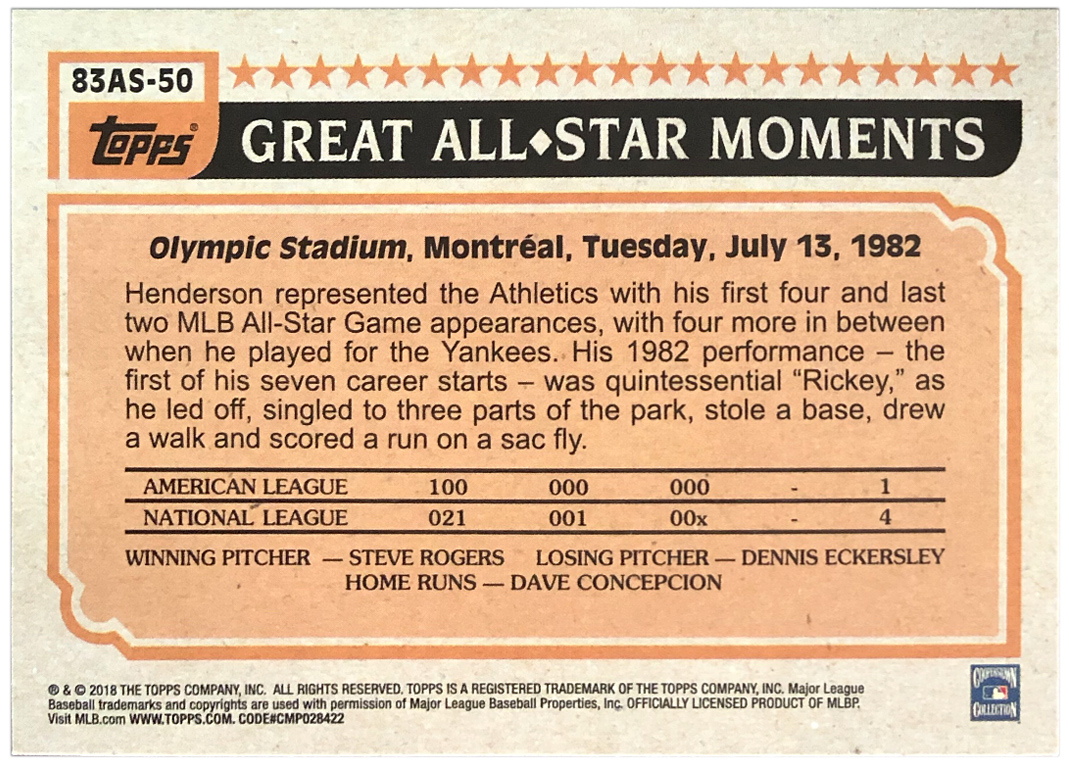 83AS-50
topps®
GREAT ALL♦STAR MOMENTS
Olympic Stadium, Montréal, Tuesday, July 13, 1982
Henderson represented the Athletics with his first four and last
two MLB All-Star Game appearances, with four more in between
when he played for the Yankees. His 1982 performance – the
first of his seven career starts – was quintessential “Rickey,” as
he led off, singled to three parts of the park, stole a base, drew
a walk and scored a run on a sac fly.
AMERICAN LEAGUE 100 000 000 - 1
NATIONAL LEAGUE 021 001 00x - 4
WINNING PITCHER — STEVE ROGERS LOSING PITCHER — DENNIS ECKERSLEY
HOME RUNS — DAVE CONCEPCION
® & © 2018 THE TOPPS COMPANY, INC. ALL RIGHTS RESERVED. TOPPS IS A REGISTERED TRADEMARK OF THE TOPPS COMPANY, INC. Major League
Baseball trademarks and copyrights are used with permission of Major League Baseball Properties, Inc. OFFICIALLY LICENSED PRODUCT OF MLBP.
Visit MLB.com WWW.TOPPS.COM. CODE#CMP028422
COOPERSTOWN
COLLECTION